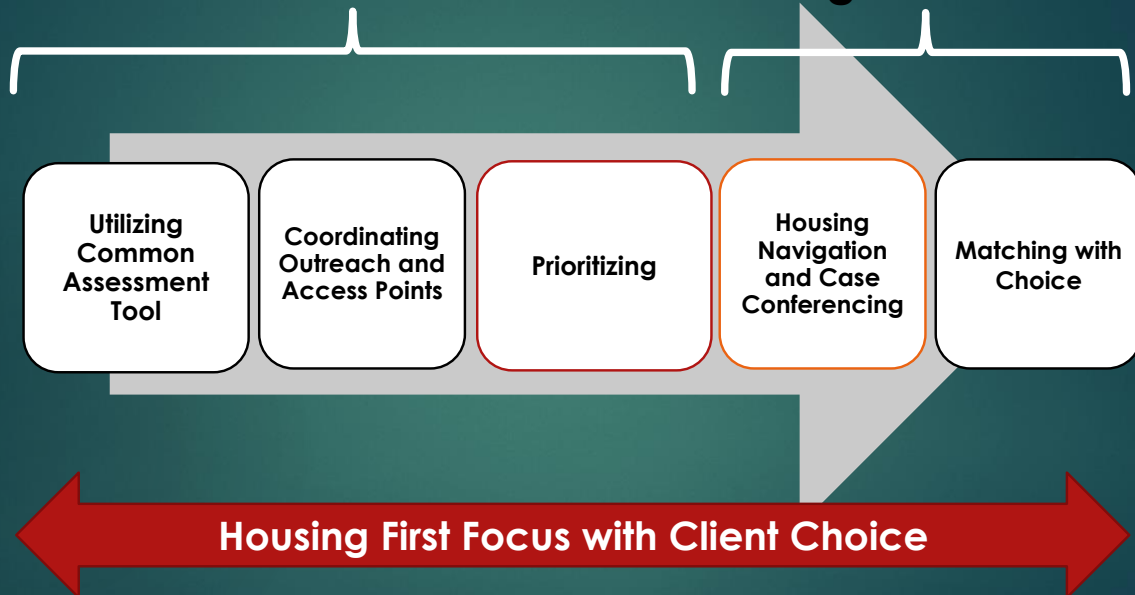 Utilizing
Common
Assessment
Tool
Coordinating
Outreach and
Access Points
Prioritizing
Housing
Navigation
and Case
Conferencing
Matching with
Choice
Housing First Focus with Client Choice